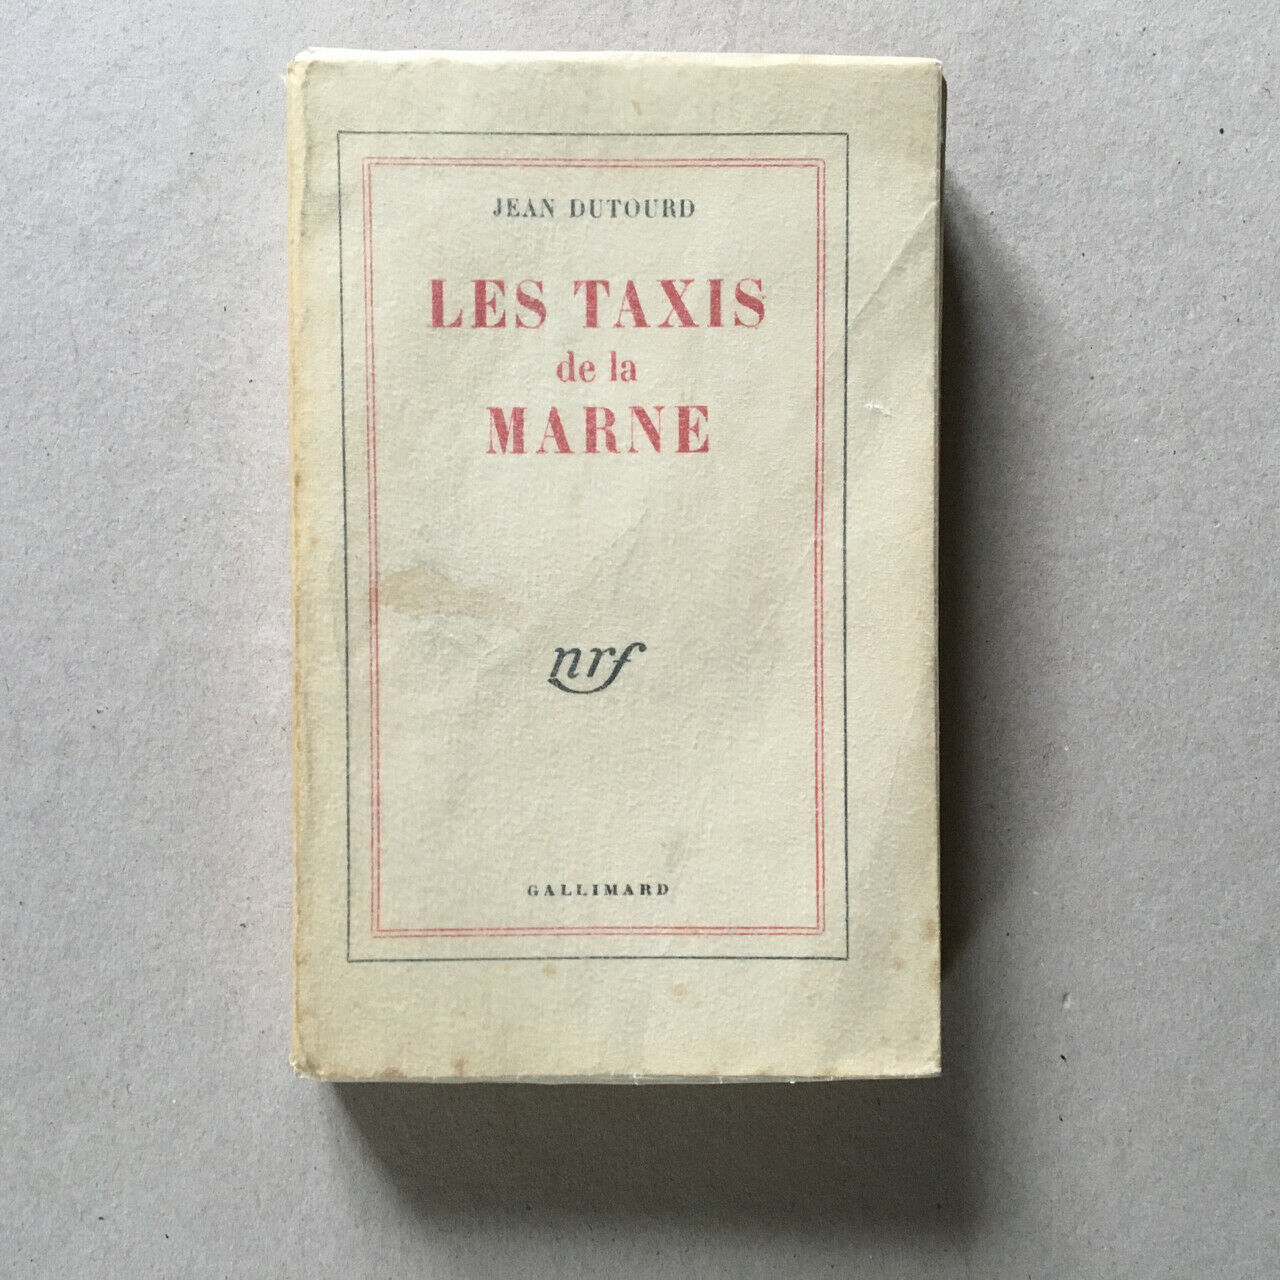 JEAN DUTOURD
LES TAXIS
de la
MARNE
nrf
GALLIMARD